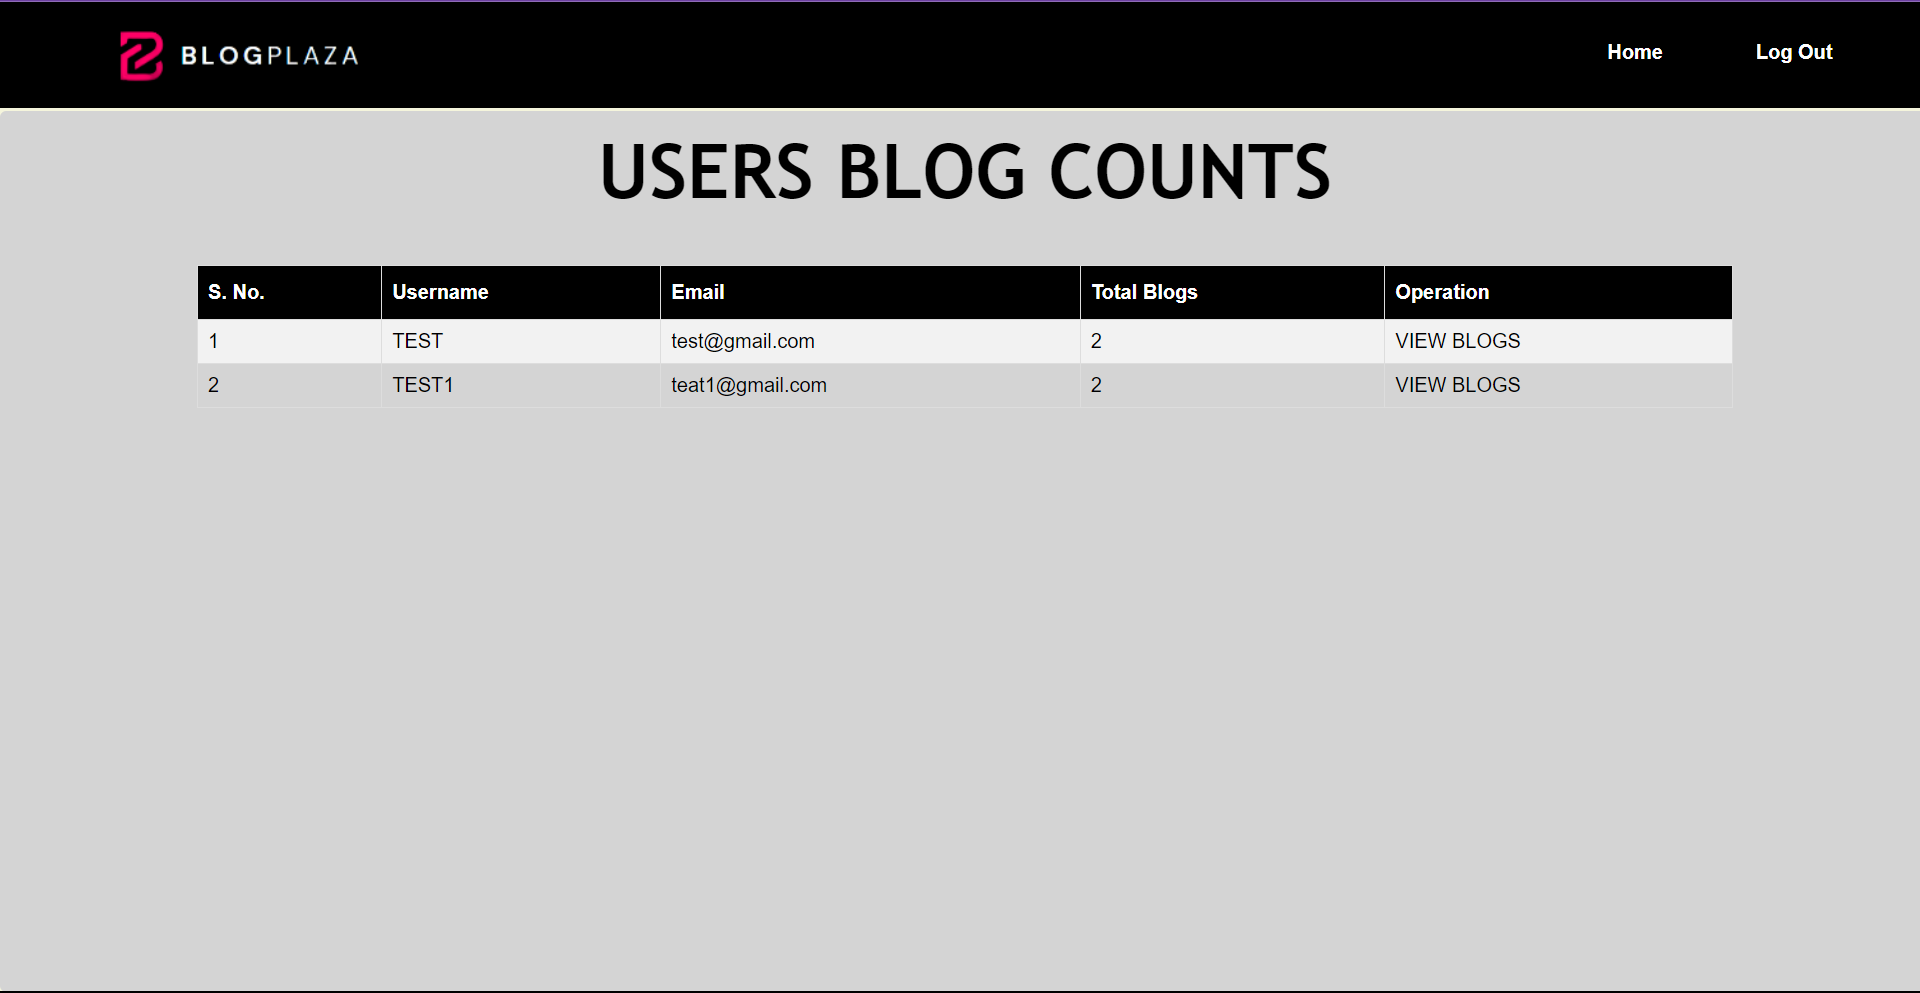 BLOGPLAZA Home Log Out
USERS BLOG COUNTS
S. No. Username Email Total Blogs Operation
1 TEST test@gmail.com 2 VIEW BLOGS
2 TEST1 teat1@gmail.com 2 VIEW BLOGS